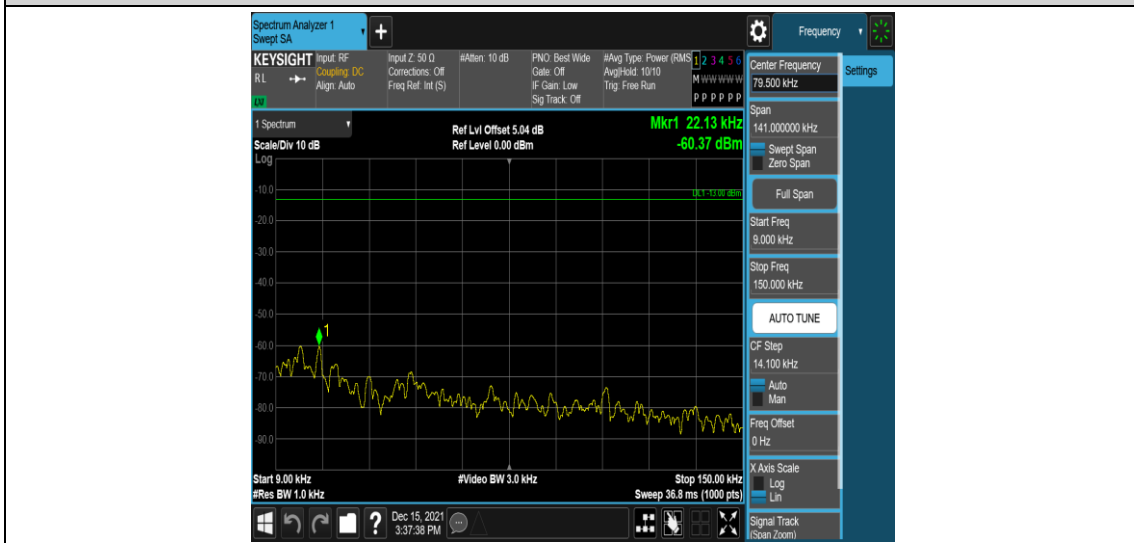 Spectrum Analyzer 1
Swept SA
+
Frequency
KEYSIGHT
RL
Input: RF
Coupling: DC
Align: Auto
Input Z: 50 Ω
Corrections: Off
Freq Ref: Int (S)
#Atten: 10 dB
PNO: Best Wide
Gate: Off
IF Gain: Low
Sig Track: Off
#Avg Type: Power (RMS
Avg|Hold: 10/10
Trig: Free Run
1 2 3 4 5 6
M W W W W W
P P P P P P
1 Spectrum
Scale/Div 10 dB
Log
Ref Lvl Offset 5.04 dB
Ref Level 0.00 dBm
Mkr1 22.13 kHz
-60.37 dBm
DL1 -13.00 dBm
-10.0
-20.0
-30.0
-40.0
-50.0
-60.0
-70.0
-80.0
-90.0
1
Start 9.00 kHz
#Res BW 1.0 kHz
#Video BW 3.0 kHz
Stop 150.00 kHz
Sweep 36.8 ms (1000 pts)
Center Frequency
79.500 kHz
Settings
Span
141.000000 kHz
Swept Span
Zero Span
Full Span
Start Freq
9.000 kHz
Stop Freq
150.000 kHz
AUTO TUNE
CF Step
14.100 kHz
Auto
Man
Freq Offset
0 Hz
X Axis Scale
Log
Lin
Signal Track
(Span Zoom)
?
Dec 15, 2021
3:37:38 PM